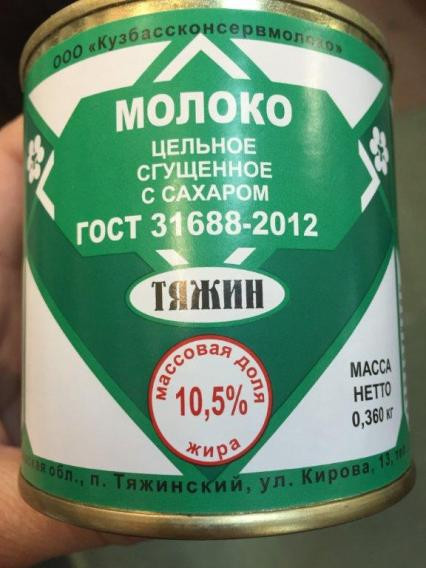 ООО «Кузбассконсервмолоко»
МОЛОКО
ЦЕЛЬНОЕ
СГУЩЕННОЕ
С САХАРОМ
ГОСТ 31688-2012
ТЯЖИН
массовая доля
10,5%
жира
МАССА
НЕТТО
0,360 кг
обл., п. Тяжинский, ул. Кирова, 13, тел